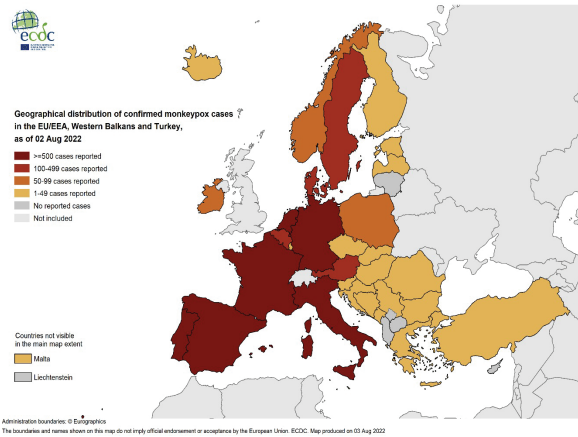 ecdc
Geographical distribution of confirmed monkeypox cases
in the EU/EEA, Western Balkans and Turkey,
as of 02 Aug 2022
>=500 cases reported
100-499 cases reported
50-99 cases reported
1-49 cases reported
No reported cases
Not included
Countries not visible
in the main map extent
Malta
Liechtenstein
Administration boundaries: © Eurographics
The boundaries and names shown on this map do not imply official endorsement or acceptance by the European Union. ECDC. Map produced on 03 Aug 2022